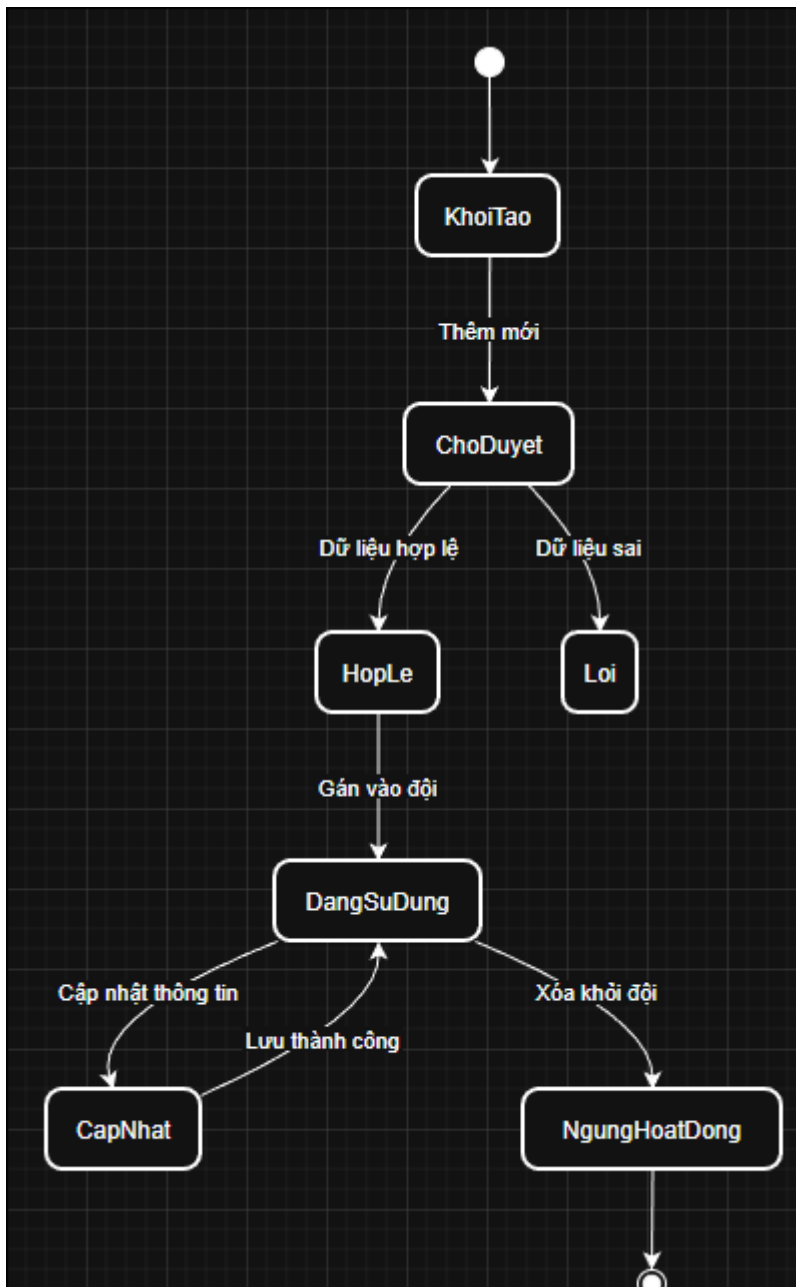 KhoiTao
Thêm mới
ChoDuyet
Dữ liệu hợp lệ
Dữ liệu sai
HopLe
Loi
Gán vào đội
DangSuDung
Cập nhật thông tin
Xóa khỏi đội
Lưu thành công
CapNhat
NgungHoatDong